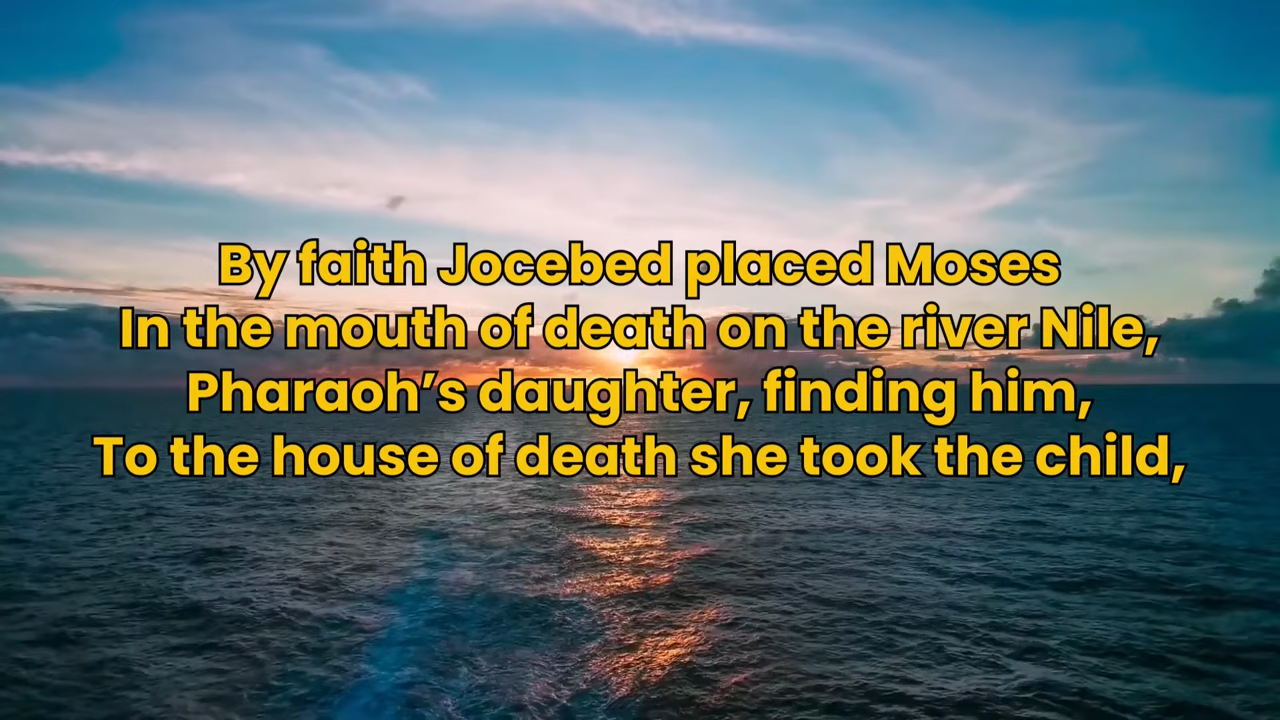 By faith Jocebed placed Moses
In the mouth of death on the river Nile,
Pharaoh’s daughter, finding him,
To the house of death she took the child,